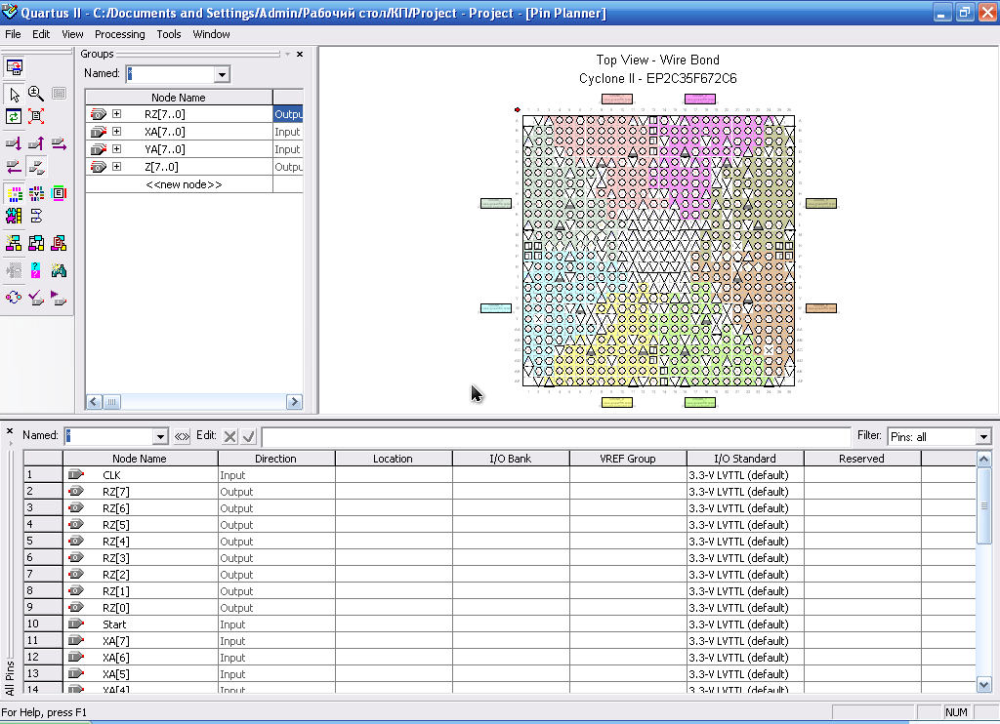 Quartus II - C:/Documents and Settings/Admin/Рабочий стол/КП/Project - Project - [Pin Planner]
File Edit View Processing Tools Window
Groups
Named: *
Node Name
RZ[7..0] Outpu
XA[7..0] Input
YA[7..0] Input
Z[7..0] Outpu
<<new node>>
Top View - Wire Bond
Cyclone II - EP2C35F672C6
Named: * Edit: Filter: Pins: all
Node Name Direction Location I/O Bank VREF Group I/O Standard Reserved
1 CLK Input 3.3-V LVTTL (default)
2 RZ[7] Output 3.3-V LVTTL (default)
3 RZ[6] Output 3.3-V LVTTL (default)
4 RZ[5] Output 3.3-V LVTTL (default)
5 RZ[4] Output 3.3-V LVTTL (default)
6 RZ[3] Output 3.3-V LVTTL (default)
7 RZ[2] Output 3.3-V LVTTL (default)
8 RZ[1] Output 3.3-V LVTTL (default)
9 RZ[0] Output 3.3-V LVTTL (default)
10 Start Input 3.3-V LVTTL (default)
11 XA[7] Input 3.3-V LVTTL (default)
12 XA[6] Input 3.3-V LVTTL (default)
13 XA[5] Input 3.3-V LVTTL (default)
14 XA[4] Input 3.3-V LVTTL (default)
All Pins
For Help, press F1 NUM